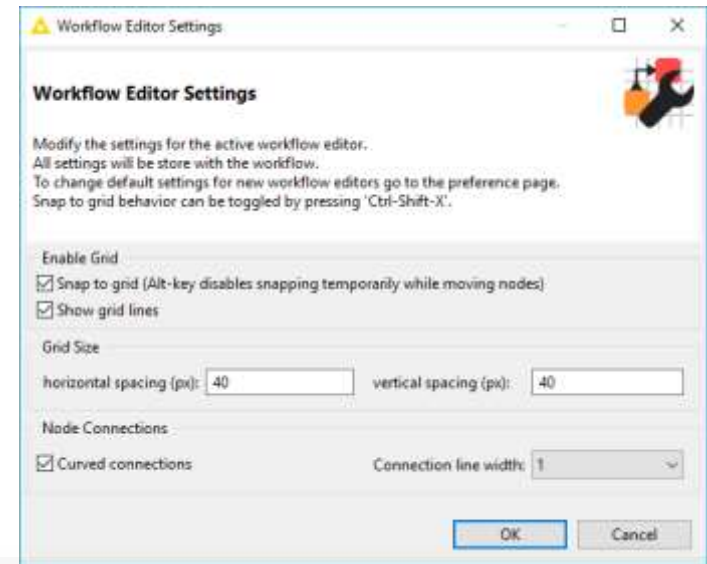 Workflow Editor Settings
Workflow Editor Settings
Modify the settings for the active workflow editor.
All settings will be store with the workflow.
To change default settings for new workflow editors go to the preference page.
Snap to grid behavior can be toggled by pressing 'Ctrl-Shift-X'.
Enable Grid
Snap to grid (Alt-key disables snapping temporarily while moving nodes)
Show grid lines
Grid Size
horizontal spacing (px): 40 vertical spacing (px): 40
Node Connections
Curved connections Connection line width: 1
OK Cancel